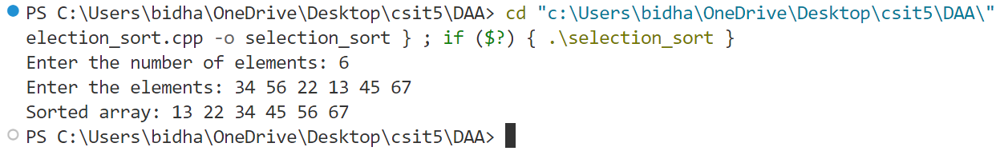 PS C:\Users\bidha\OneDrive\Desktop\csit5\DAA> cd "c:\Users\bidha\OneDrive\Desktop\csit5\DAA\"
election_sort.cpp -o selection_sort } ; if ($?) { .\selection_sort }
Enter the number of elements: 6
Enter the elements: 34 56 22 13 45 67
Sorted array: 13 22 34 45 56 67
PS C:\Users\bidha\OneDrive\Desktop\csit5\DAA>